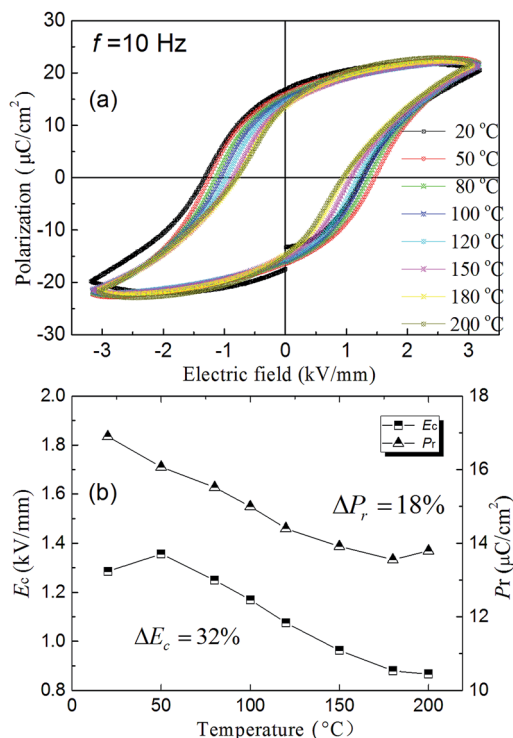 f =10 Hz
(a)
30
20
10
0
-10
-20
-30
Polarization ( μC/cm²)
20 °C
50 °C
80 °C
100 °C
120 °C
150 °C
180 °C
200 °C
-3 -2 -1 0 1 2 3
Electric field (kV/mm)
2.0
1.8
1.6
1.4
1.2
1.0
0.8
Ec (kV/mm)
(b)
Ec
Pr
ΔPr = 18%
ΔEc = 32%
18
16
14
12
10
Pr (μC/cm²)
0 50 100 150 200
Temperature (°C)